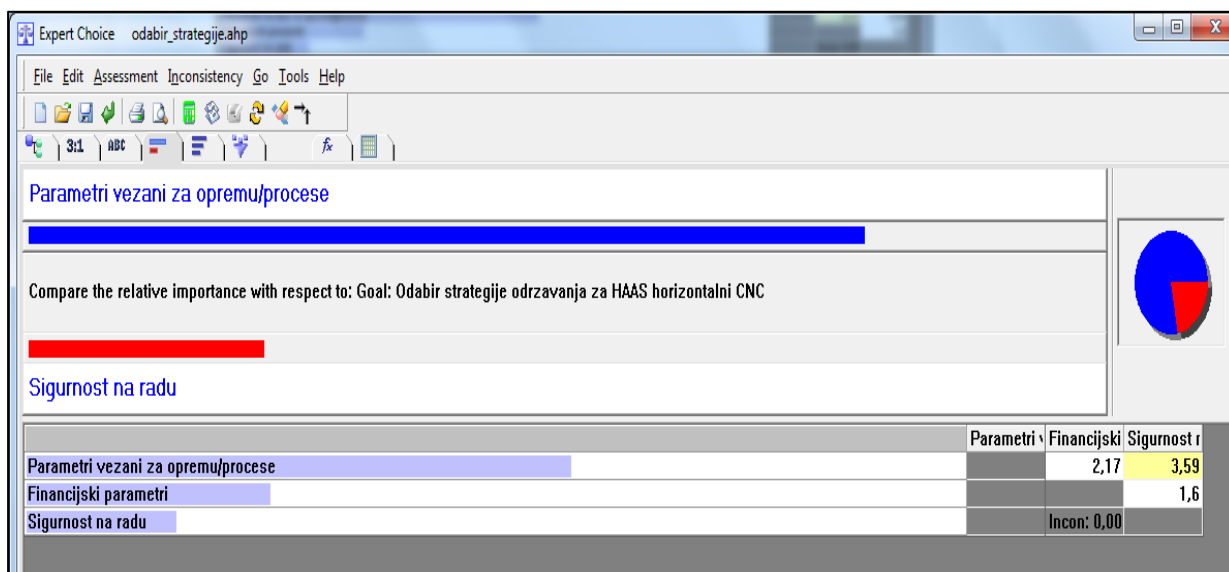 Expert Choice odabir_strategije.ahp
File Edit Assessment Inconsistency Go Tools Help
3:1 ABC fx
Parametri vezani za opremu/procese
Compare the relative importance with respect to: Goal: Odabir strategije odrzavanja za HAAS horizontalni CNC
Sigurnost na radu
Parametri Financijski Sigurnost r
Parametri vezani za opremu/procese 2,17 3,59
Financijski parametri 1,6
Sigurnost na radu Incon: 0,00